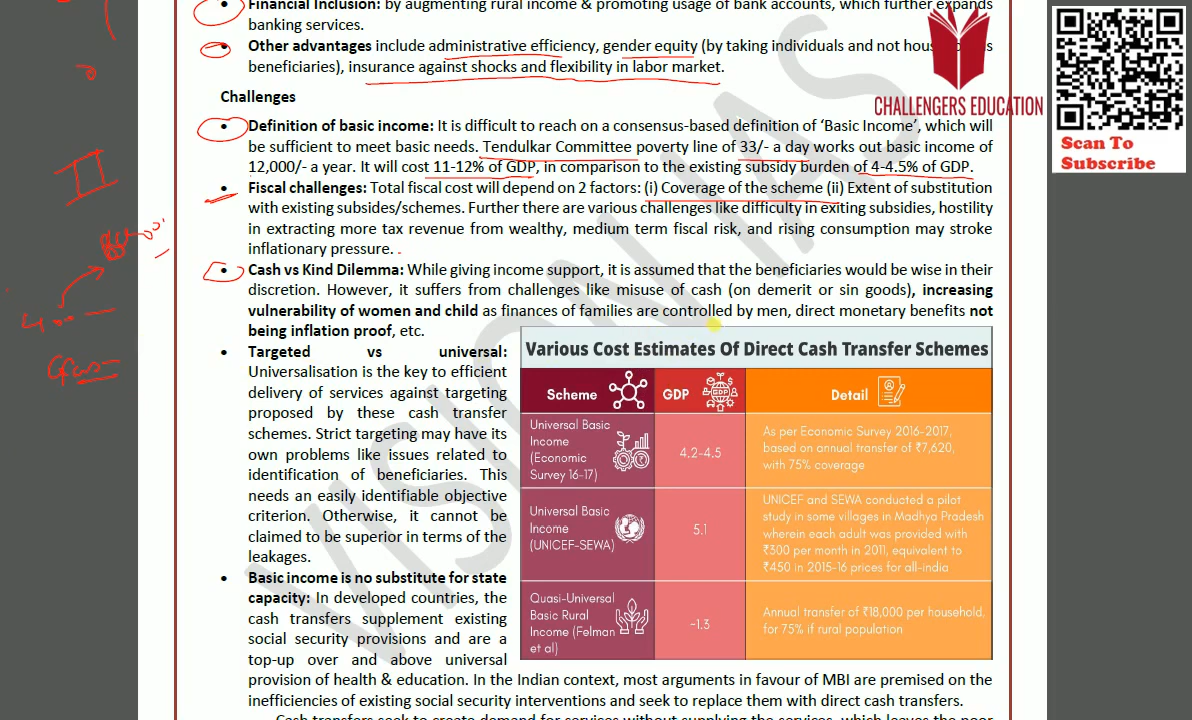 Financial Inclusion: by augmenting rural income & promoting usage of bank accounts, which further expands
banking services.
Other advantages include administrative efficiency, gender equity (by taking individuals and not
beneficiaries), insurance against shocks and flexibility in labor market.
CHALLENGERS EDUCATION
Scan To
Subscribe
Challenges
Definition of basic income: It is difficult to reach on a consensus-based definition of ‘Basic Income’, which will
be sufficient to meet basic needs. Tendulkar Committee poverty line of 33/- a day works out basic income of
12,000/- a year. It will cost 11-12% of GDP, in comparison to the existing subsidy burden of 4-4.5% of GDP.
Fiscal challenges: Total fiscal cost will depend on 2 factors: (i) Coverage of the scheme (ii) Extent of substitution
with existing subsides/schemes. Further there are various challenges like difficulty in exiting subsidies, hostility
in extracting more tax revenue from wealthy, medium term fiscal risk, and rising consumption may stroke
inflationary pressure.
Cash vs Kind Dilemma: While giving income support, it is assumed that the beneficiaries would be wise in their
discretion. However, it suffers from challenges like misuse of cash (on demerit or sin goods), increasing
vulnerability of women and child as finances of families are controlled by men, direct monetary benefits not
being inflation proof, etc.
Targeted vs universal:
Universalisation is the key to efficient
delivery of services against targeting
proposed by these cash transfer
schemes. Strict targeting may have its
own problems like issues related to
identification of beneficiaries. This
needs an easily identifiable objective
criterion. Otherwise, it cannot be
claimed to be superior in terms of the
leakages.
Basic income is no substitute for state
capacity: In developed countries, the
cash transfers supplement existing
social security provisions and are a
top-up over and above universal
provision of health & education. In the Indian context, most arguments in favour of MBI are premised on the
inefficiencies of existing social security interventions and seek to replace them with direct cash transfers.
Cash transfers seek to create demand for services without supplying the services, which leaves the poor
Various Cost Estimates Of Direct Cash Transfer Schemes
Scheme GDP Detail
Universal Basic
Income
(Economic
Survey 16-17)
4.2-4.5
As per Economic Survey 2016-2017,
based on annual transfer of ₹7,620,
with 75% coverage
Universal Basic
Income
(UNICEF-SEWA)
5.1
UNICEF and SEWA conducted a pilot
study in some villages in Madhya Pradesh
wherein each adult was provided with
₹300 per month in 2011, equivalent to
₹450 in 2015-16 prices for all-india
Quasi-Universal
Basic Rural
Income (Felman
et al)
~1.3
Annual transfer of ₹18,000 per household,
for 75% if rural population
VISION IAS